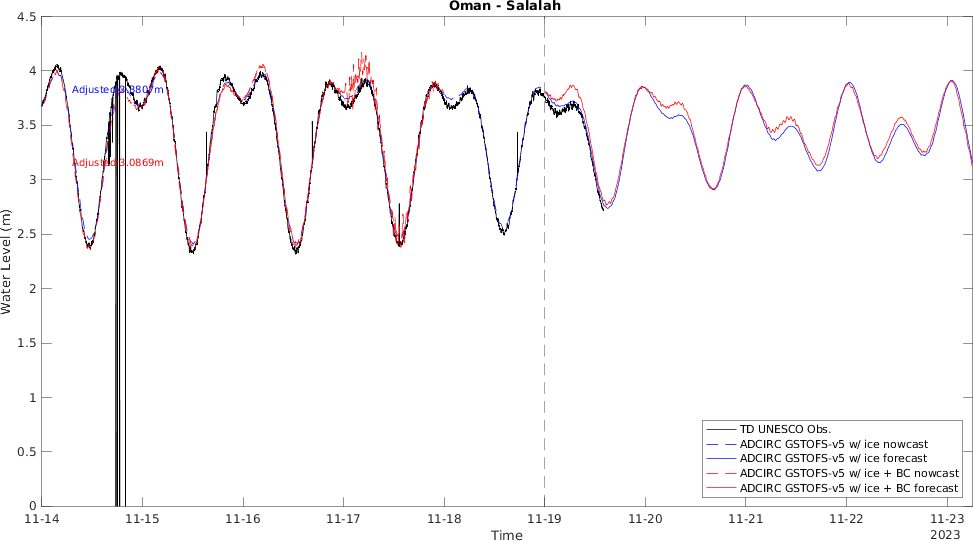 Oman - Salalah
4.5
4
3.5
3
2.5
2
1.5
1
0.5
0
Water Level (m)
Adjusted 3.0869m
TD UNESCO Obs.
ADCIRC GSTOFS-v5 w/ ice nowcast
ADCIRC GSTOFS-v5 w/ ice forecast
ADCIRC GSTOFS-v5 w/ ice + BC nowcast
ADCIRC GSTOFS-v5 w/ ice + BC forecast
11-14
11-15
11-16
11-17
11-18
11-19
11-20
11-21
11-22
11-23
2023
Time